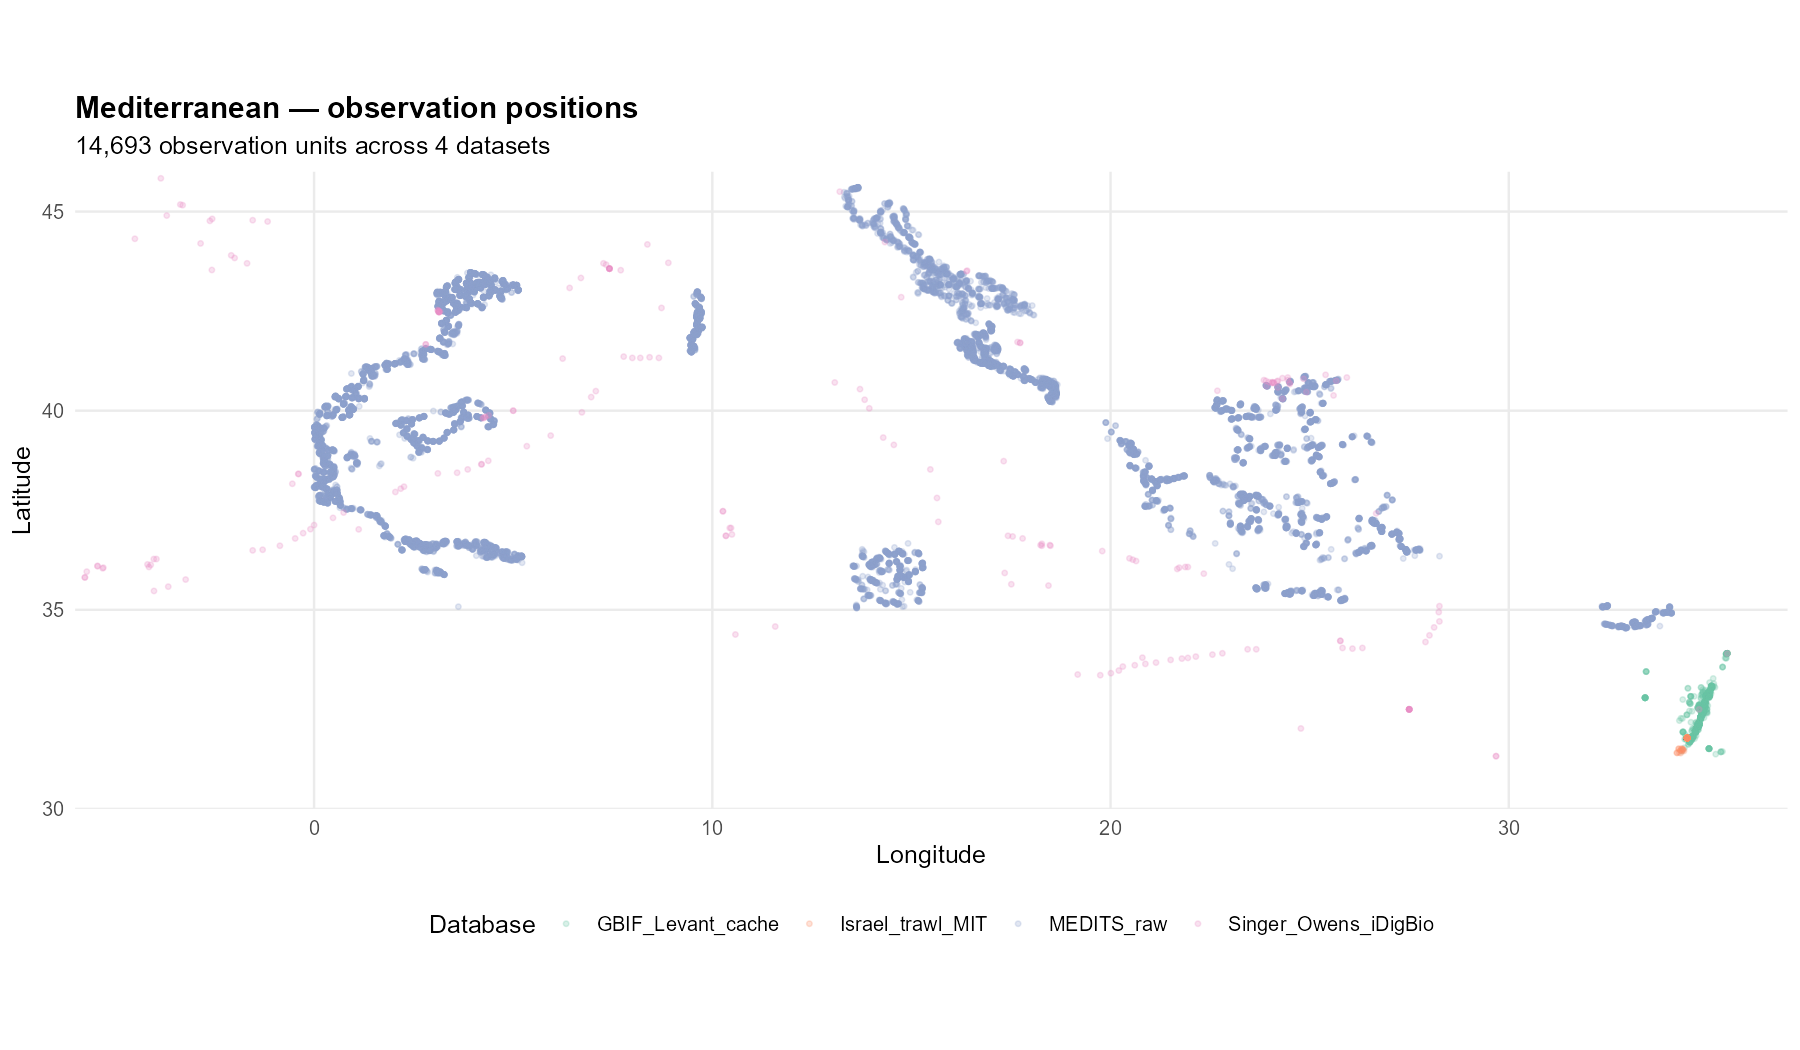 Mediterranean — observation positions
14,693 observation units across 4 datasets
45
40
35
30
Latitude
0 10 20 30
Longitude
Database GBIF_Levant_cache Israel_trawl_MIT MEDITS_raw Singer_Owens_iDigBio